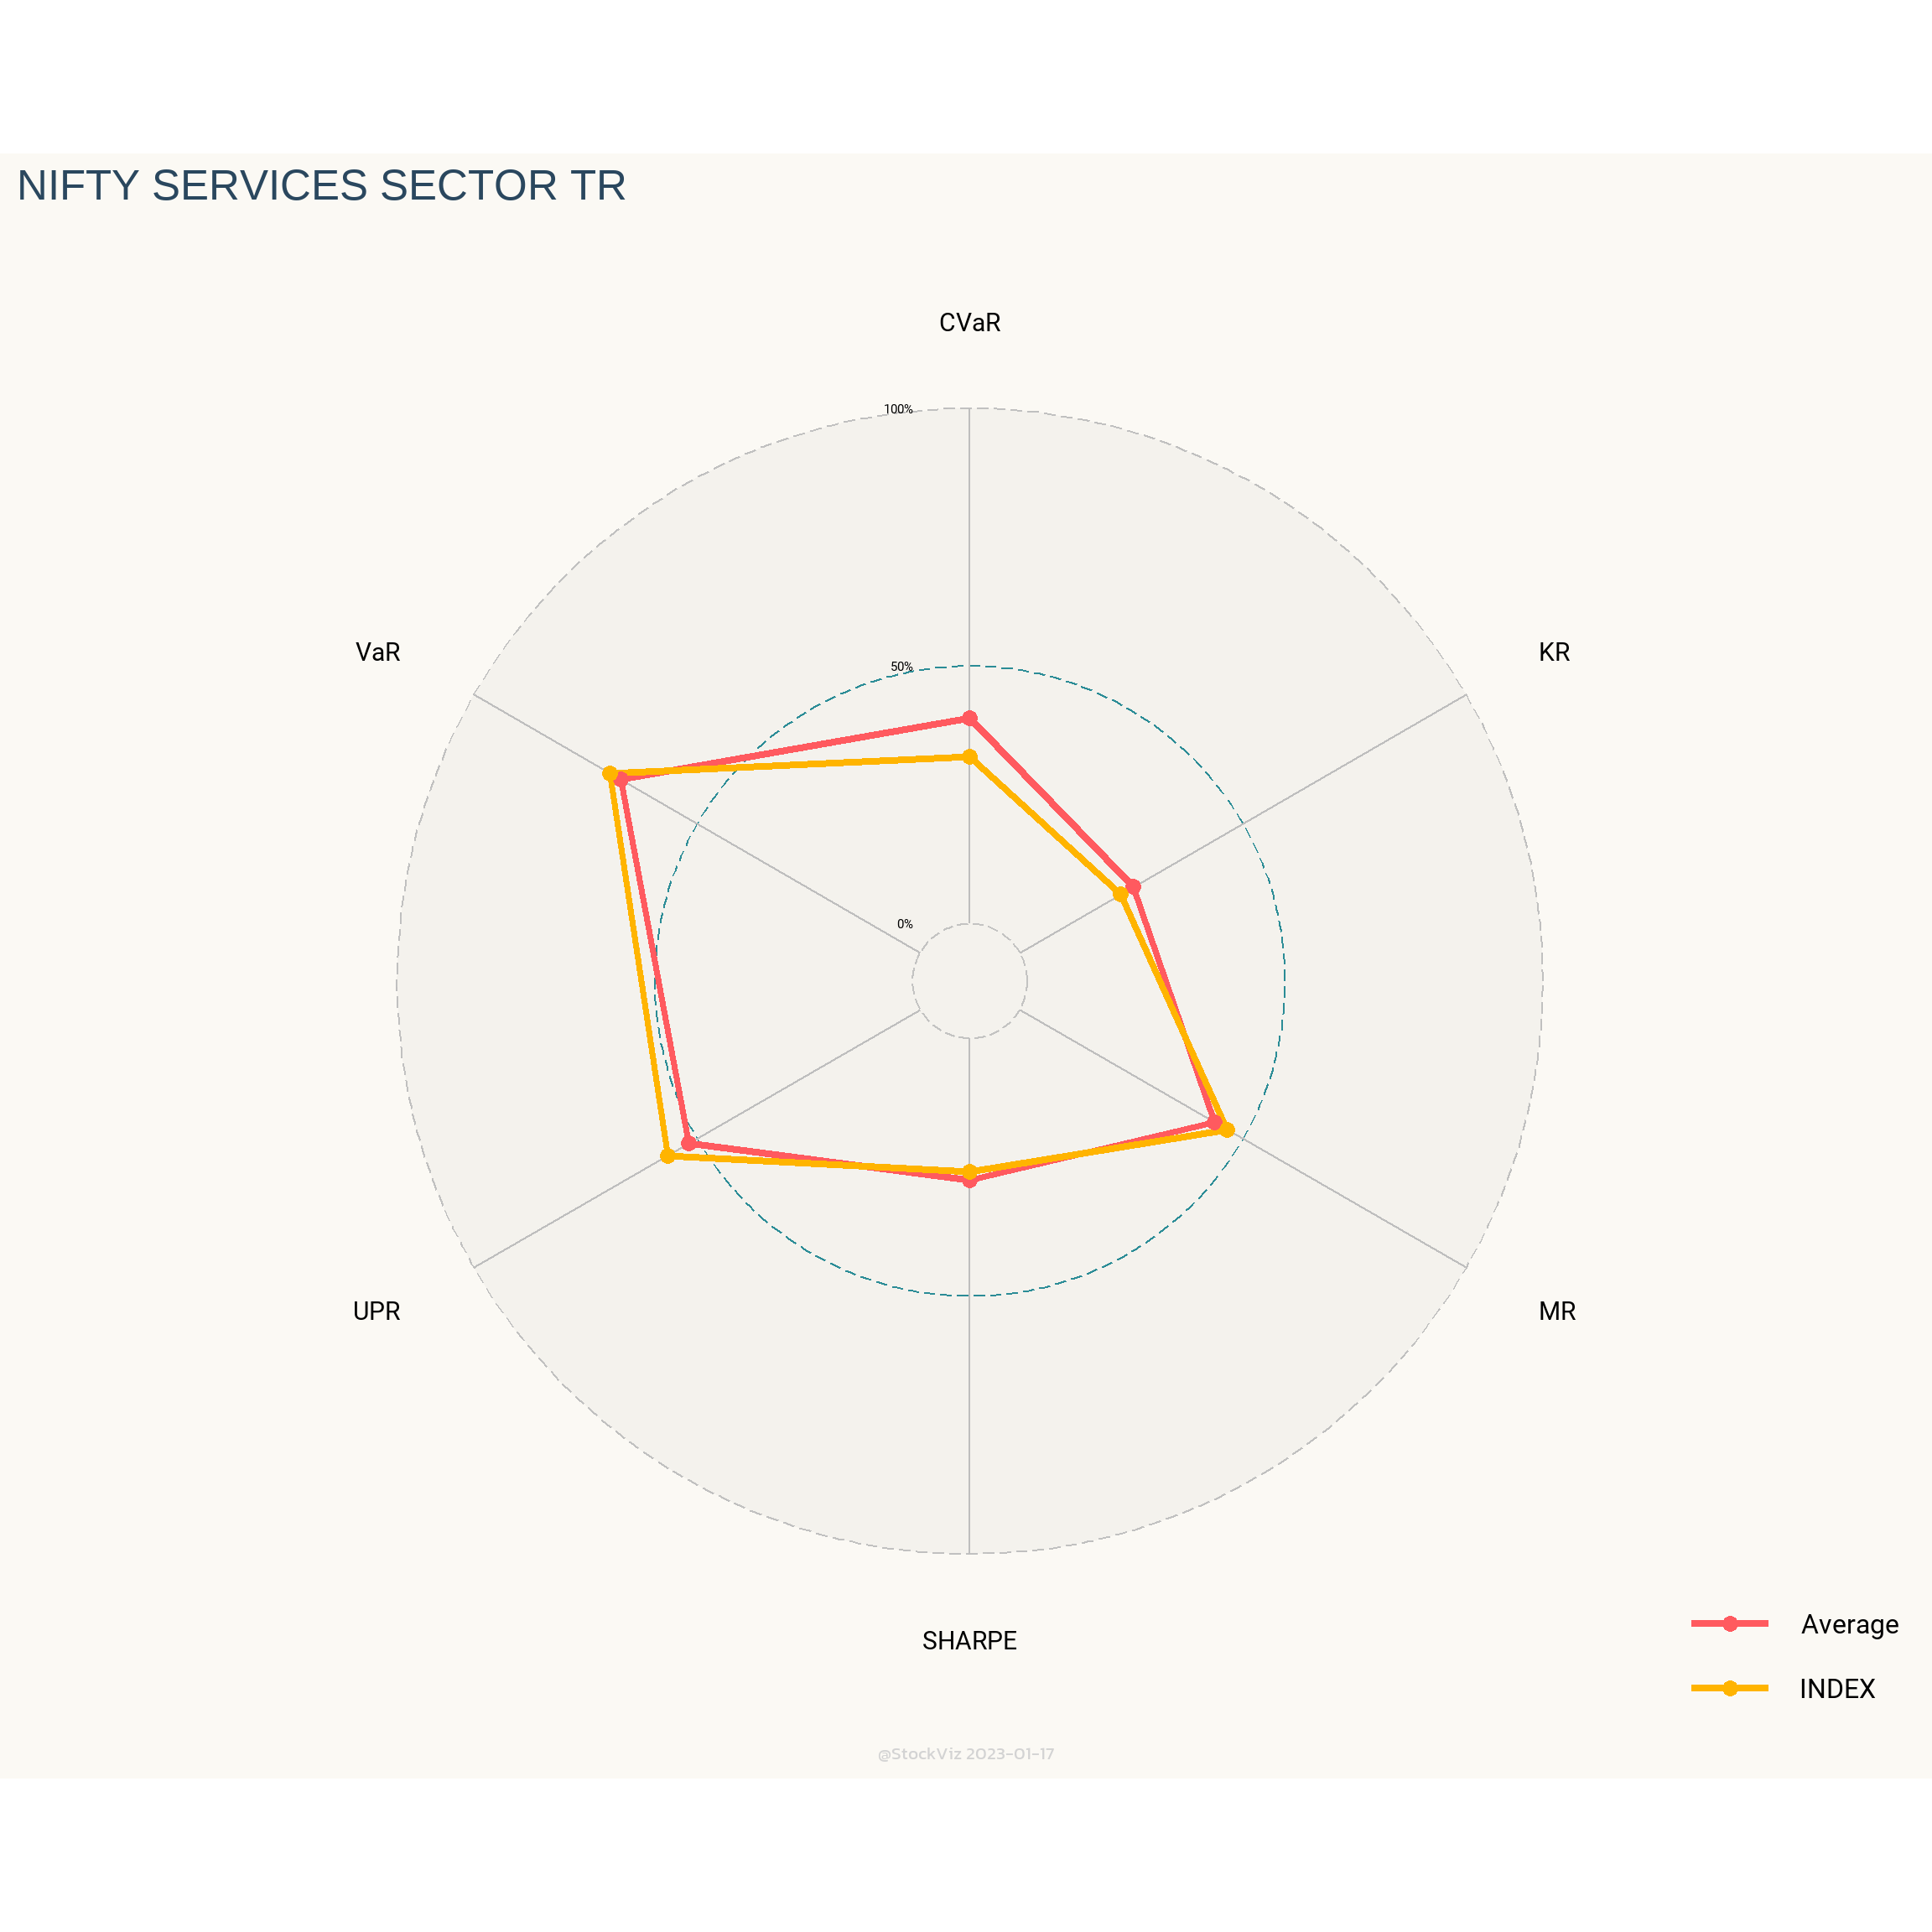 NIFTY SERVICES SECTOR TR
CVaR
100%
VaR
KR
50%
0%
UPR
MR
SHARPE
Average
INDEX
@StockViz 2023-01-17